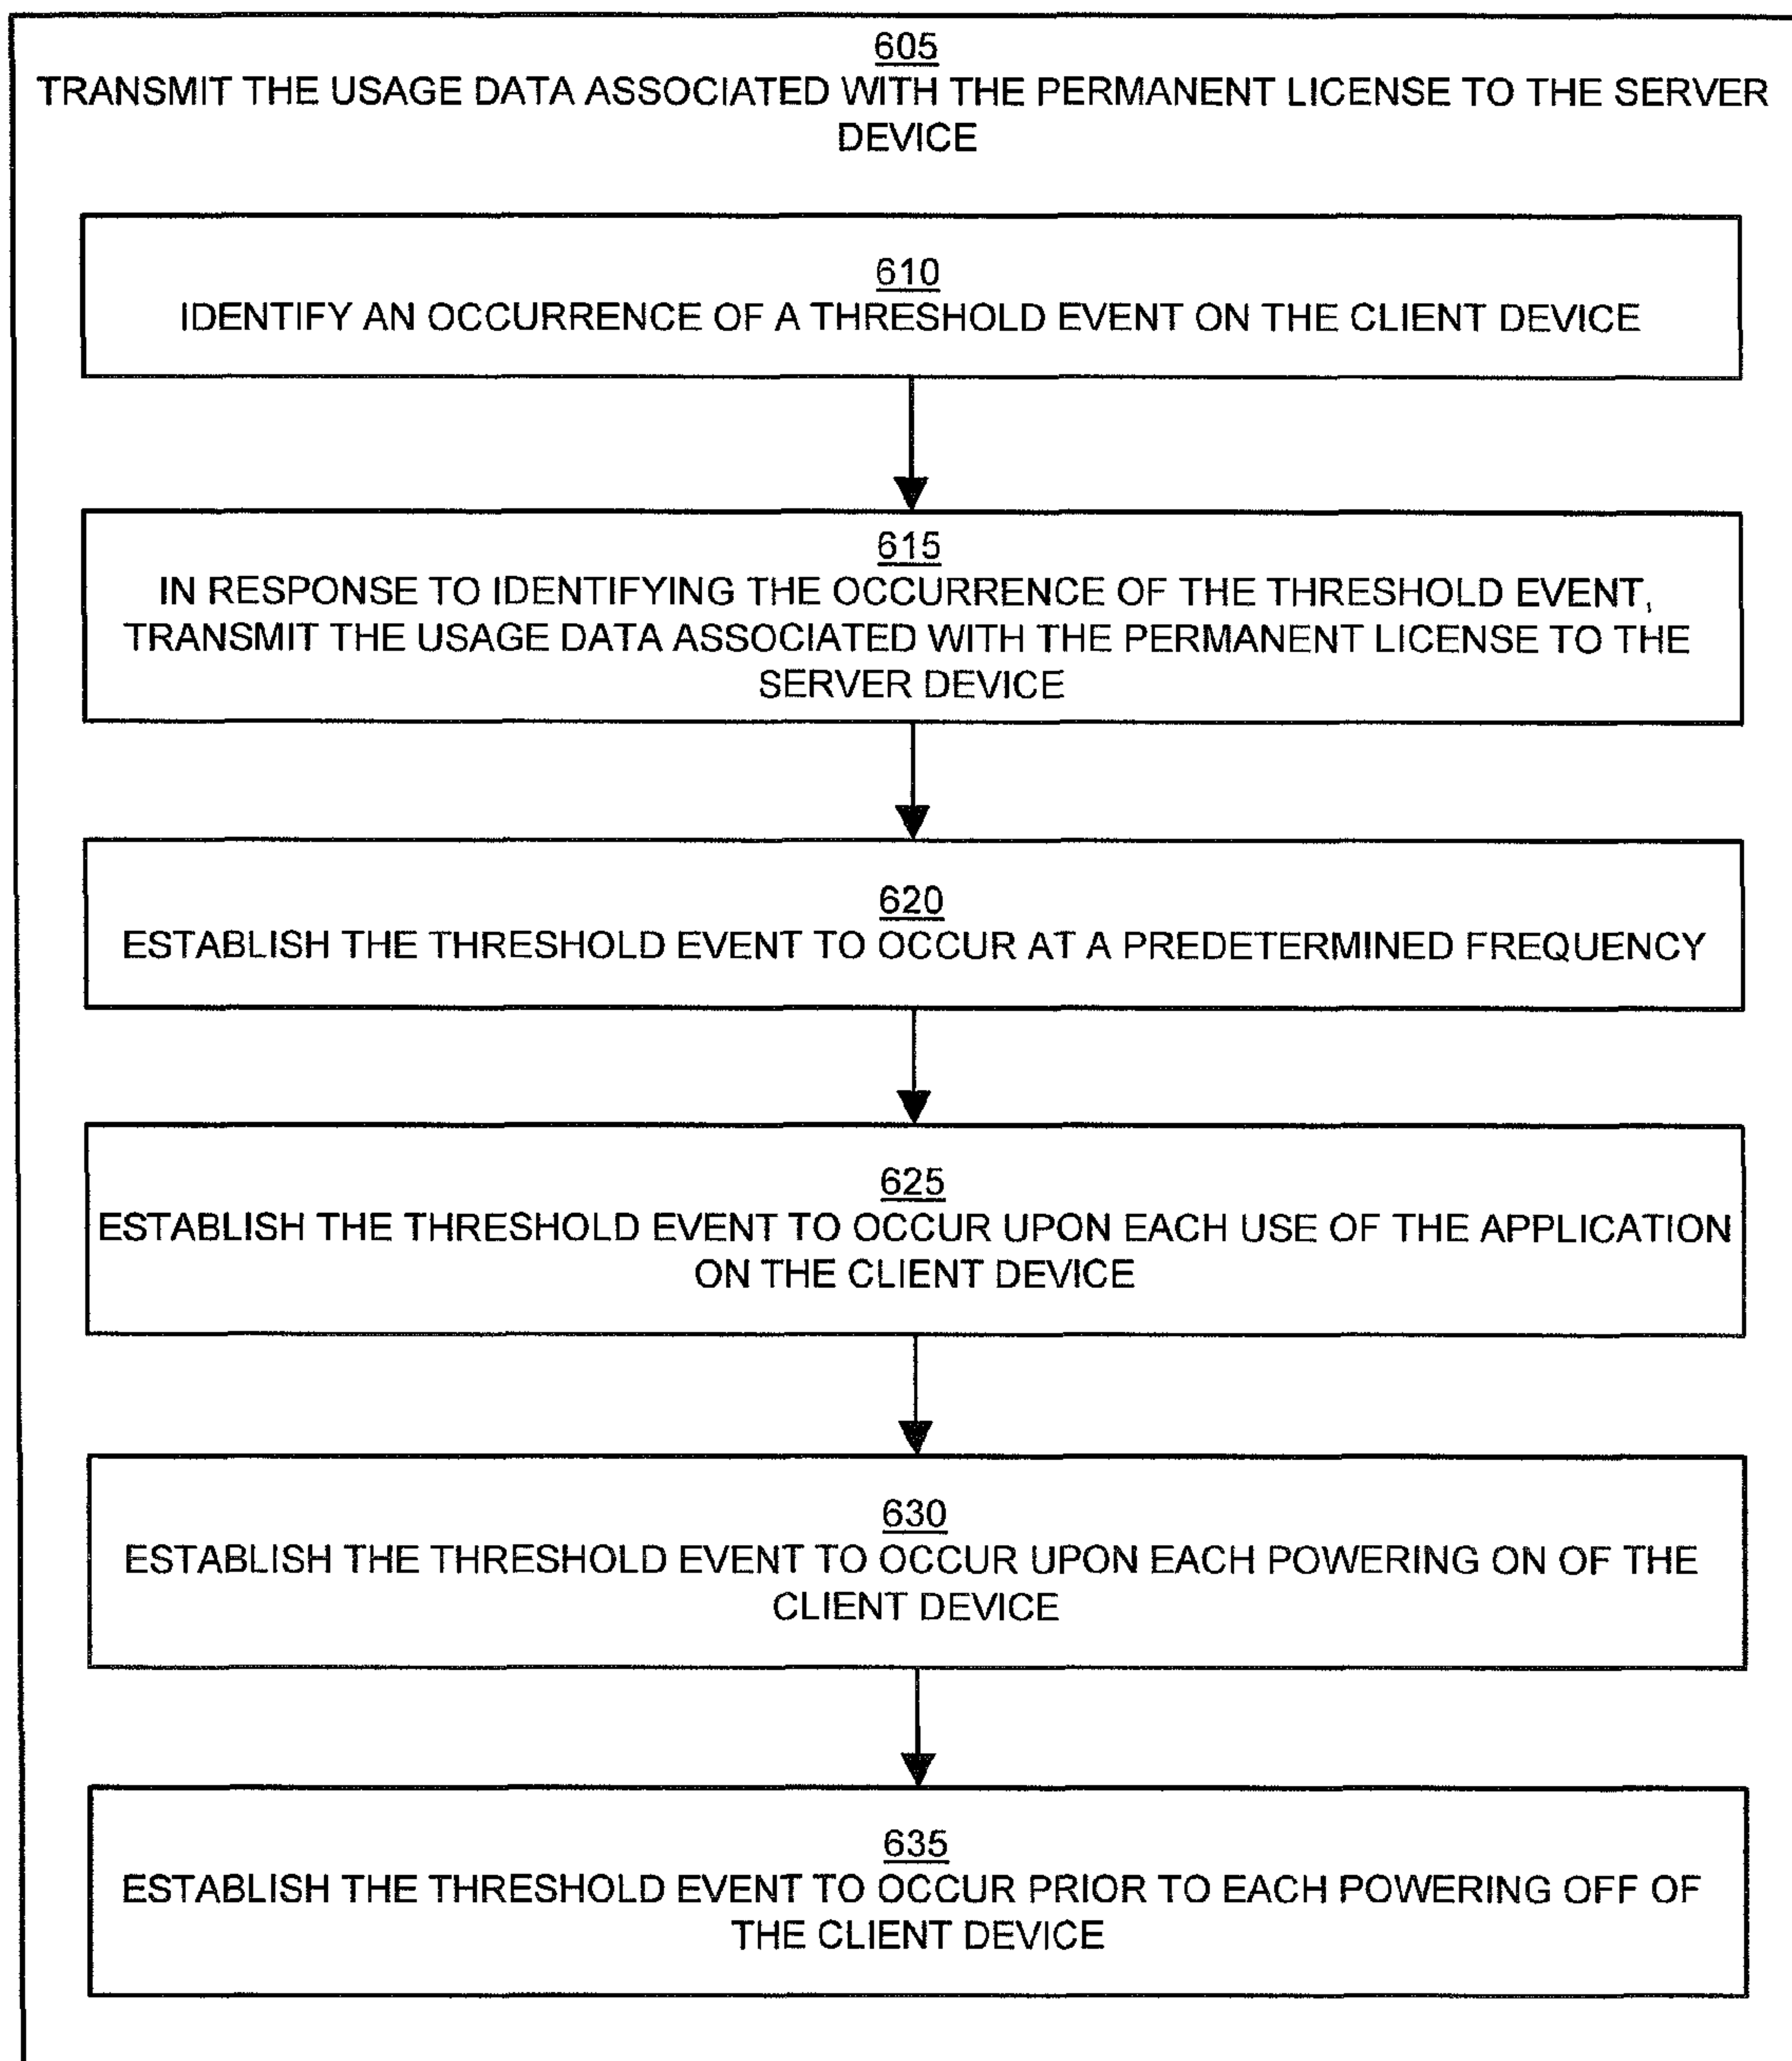 605
TRANSMIT THE USAGE DATA ASSOCIATED WITH THE PERMANENT LICENSE TO THE SERVER
DEVICE
610
IDENTIFY AN OCCURRENCE OF A THRESHOLD EVENT ON THE CLIENT DEVICE
615
IN RESPONSE TO IDENTIFYING THE OCCURRENCE OF THE THRESHOLD EVENT,
TRANSMIT THE USAGE DATA ASSOCIATED WITH THE PERMANENT LICENSE TO THE
SERVER DEVICE
620
ESTABLISH THE THRESHOLD EVENT TO OCCUR AT A PREDETERMINED FREQUENCY
625
ESTABLISH THE THRESHOLD EVENT TO OCCUR UPON EACH USE OF THE APPLICATION
ON THE CLIENT DEVICE
630
ESTABLISH THE THRESHOLD EVENT TO OCCUR UPON EACH POWERING ON OF THE
CLIENT DEVICE
635
ESTABLISH THE THRESHOLD EVENT TO OCCUR PRIOR TO EACH POWERING OFF OF
THE CLIENT DEVICE